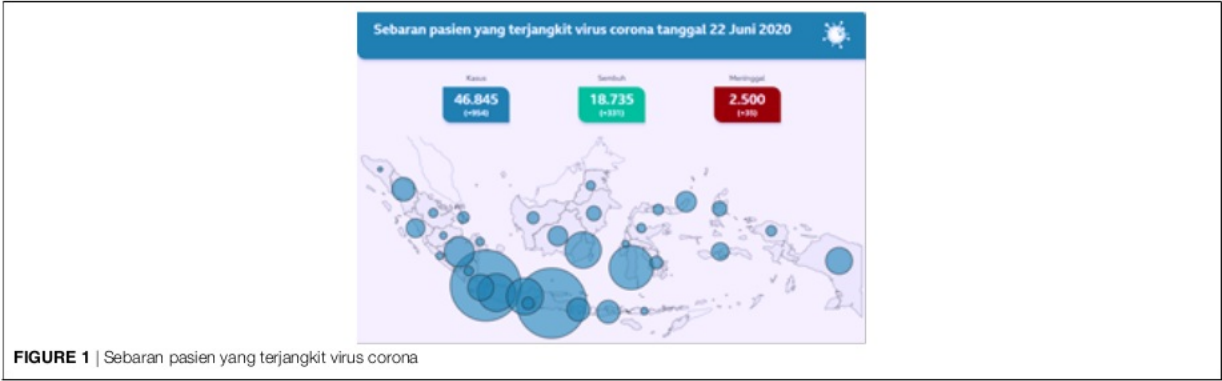 Sebaran pasien yang terjangkit virus corona tanggal 22 Juni 2020
Kasus Sembuh Meninggal
46.845 18.735 2.500
(+954) (+331) (+35)
FIGURE 1 | Sebaran pasien yang terjangkit virus corona